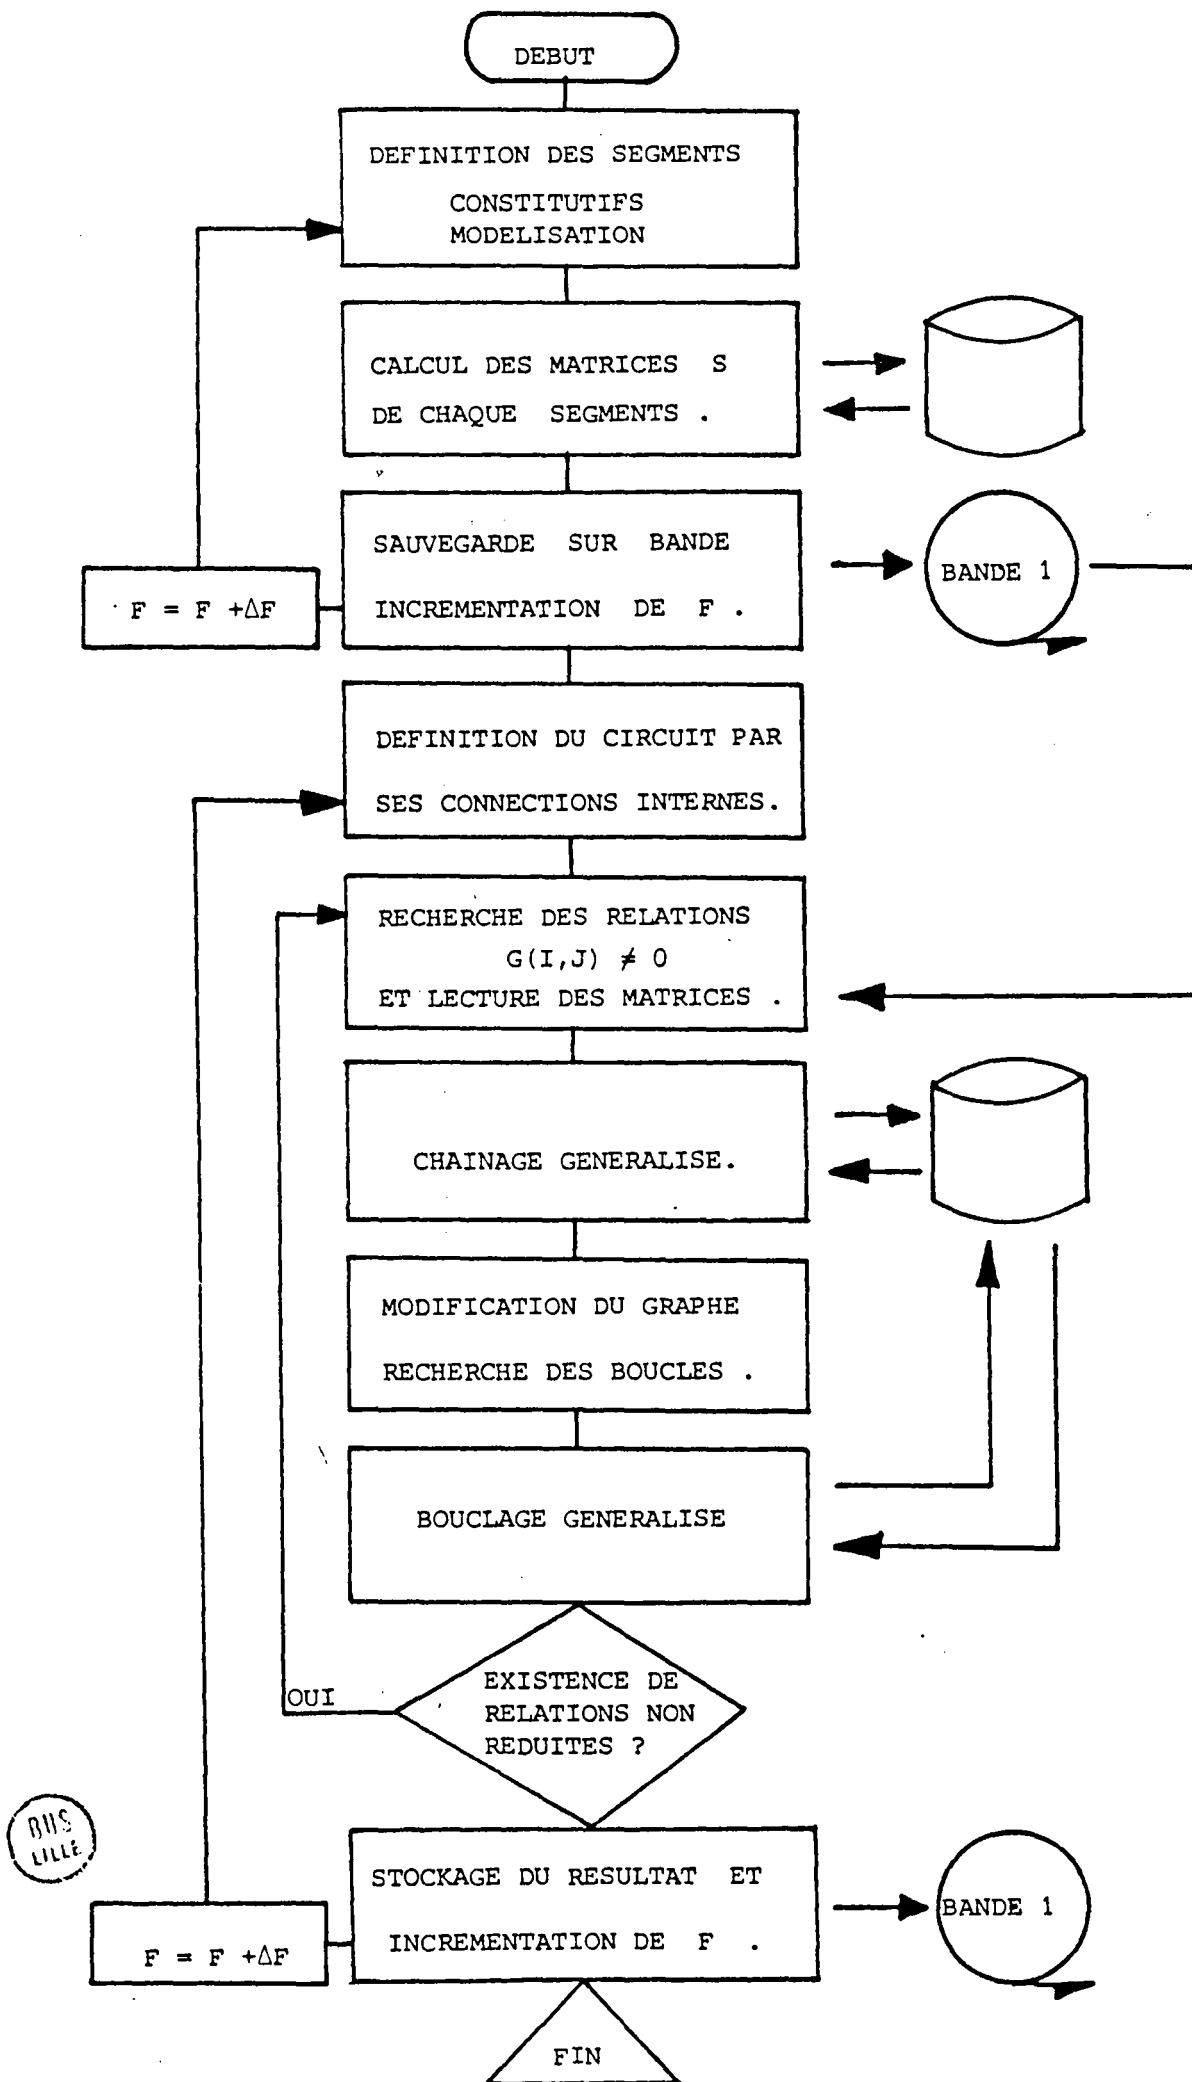 DEBUT
DEFINITION DES SEGMENTS
CONSTITUTIFS
MODELISATION
CALCUL DES MATRICES S
DE CHAQUE SEGMENTS .
SAUVEGARDE SUR BANDE
INCREMENTATION DE F .
BANDE 1
F = F +ΔF
DEFINITION DU CIRCUIT PAR
SES CONNECTIONS INTERNES.
RECHERCHE DES RELATIONS
G(I,J) ≠ 0
ET LECTURE DES MATRICES .
CHAINAGE GENERALISE.
MODIFICATION DU GRAPHE
RECHERCHE DES BOUCLES .
BOUCLAGE GENERALISE
EXISTENCE DE
RELATIONS NON
REDUITES ?
OUI
BUS
LILLE
STOCKAGE DU RESULTAT ET
INCREMENTATION DE F .
BANDE 1
F = F +ΔF
FIN